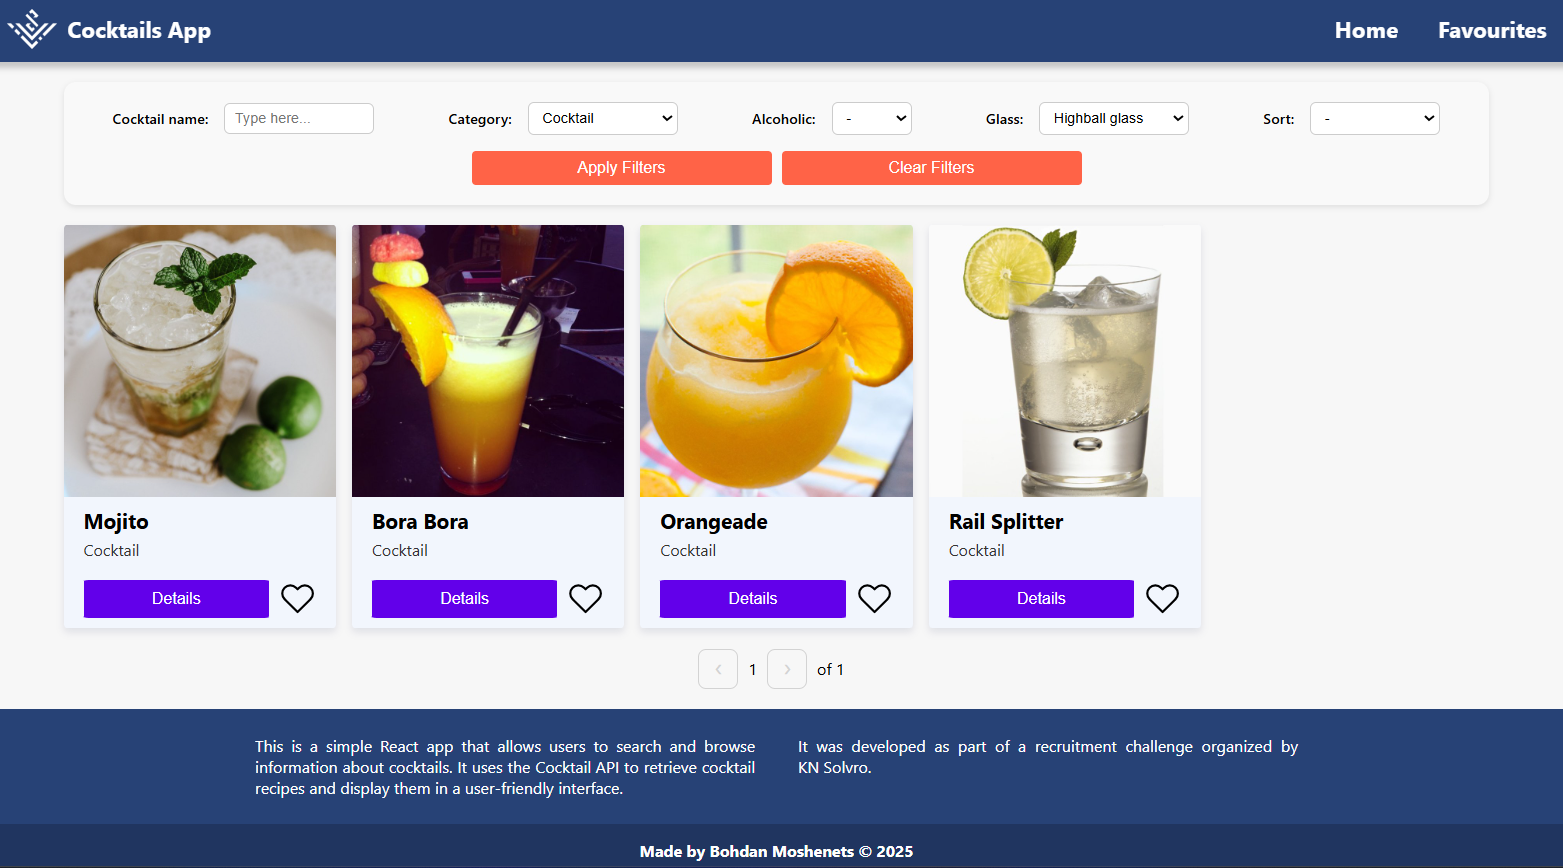 Cocktails App
Home
Favourites
Cocktail name:
Type here...
Category:
Cocktail
Alcoholic:
-
Glass:
Highball glass
Sort:
-
Apply Filters
Clear Filters
Mojito
Cocktail
Details
Bora Bora
Cocktail
Details
Orangeade
Cocktail
Details
Rail Splitter
Cocktail
Details
‹ 1 › of 1
This is a simple React app that allows users to search and browse
information about cocktails. It uses the Cocktail API to retrieve cocktail
recipes and display them in a user-friendly interface.
It was developed as part of a recruitment challenge organized by
KN Solvro.
Made by Bohdan Moshenets © 2025